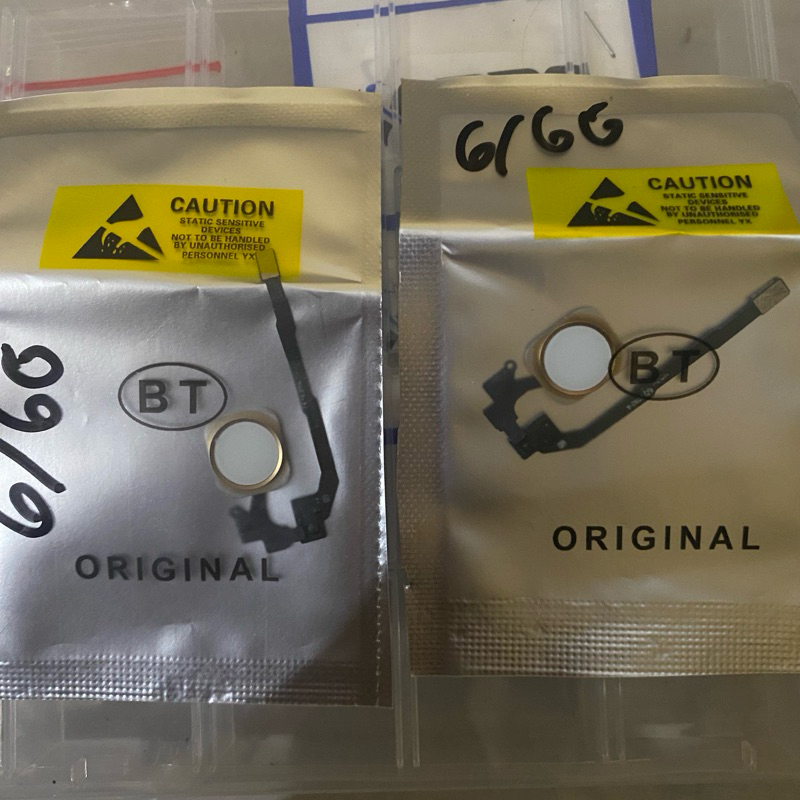 6/6G
CAUTION
STATIC SENSITIVE
DEVICES
NOT TO BE HANDLED
BY UNAUTHORISED
PERSONNEL YX
BT
ORIGINAL
6/6G
CAUTION
STATIC SENSITIVE
DEVICES
NOT TO BE HANDLED
BY UNAUTHORISED
PERSONNEL YX
BT
ORIGINAL